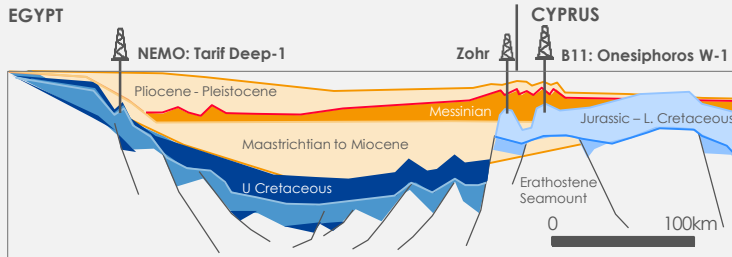 EGYPT
CYPRUS
NEMO: Tarif Deep-1
Zohr
B11: Onesiphoros W-1
Pliocene - Pleistocene
Messinian
Jurassic – L. Cretaceous
Maastrichtian to Miocene
U Cretaceous
Erathostene
Seamount
0
100km